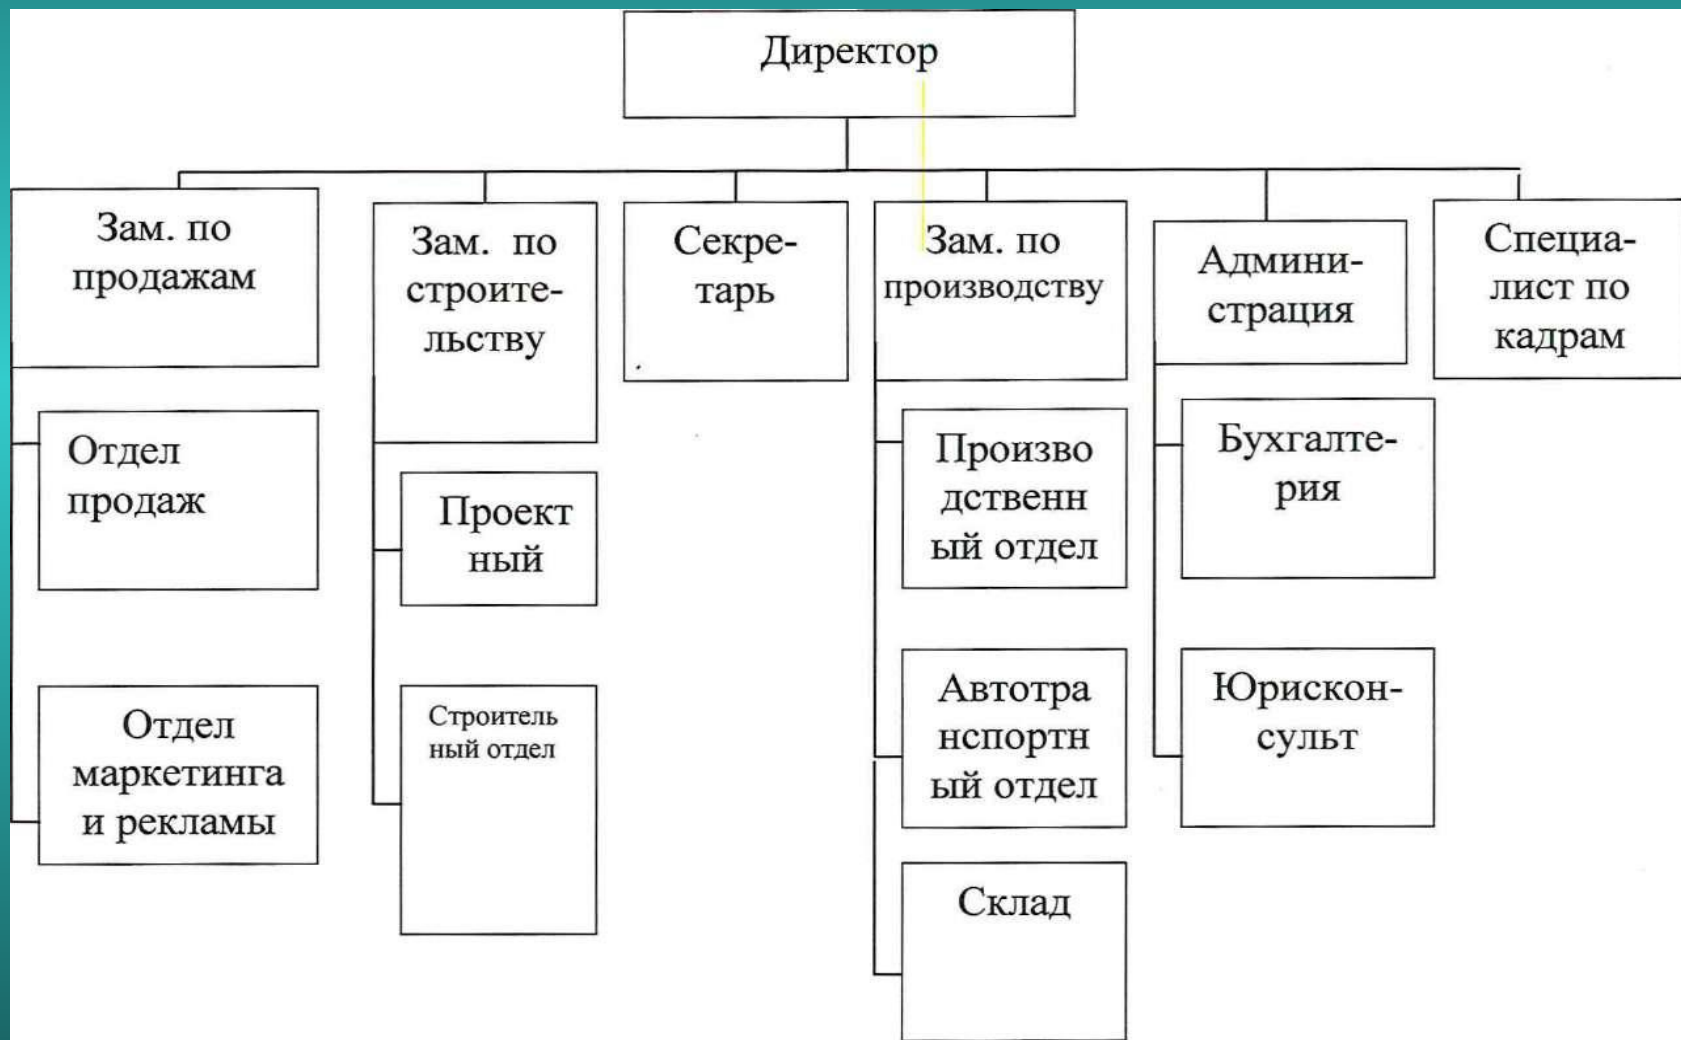 Директор
Зам. по
продажам
Зам. по
строите-
льству
Секре-
тарь
Зам. по
производству
Админи-
страция
Специа-
лист по
кадрам
Отдел
продаж
Проект
ный
Произво
дственн
ый отдел
Бухгалте-
рия
Отдел
маркетинга
и рекламы
Строитель
ный отдел
Автотра
нспортн
ый отдел
Юрискон-
сульт
Склад